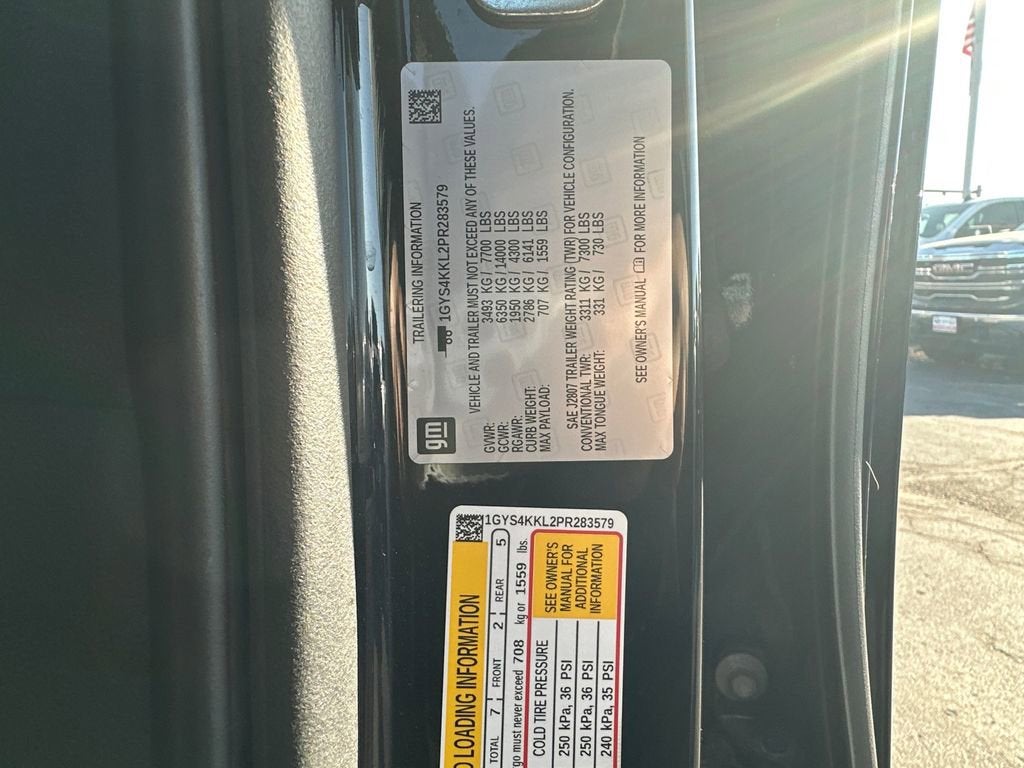 gm
TRAILERING INFORMATION
1GYS4KKL2PR283579
VEHICLE AND TRAILER MUST NOT EXCEED ANY OF THESE VALUES.
GVWR: 3493 KG/ 7700 LBS
GCWR: 6350 KG/ 14000 LBS
RGAWR: 1950 KG/ 4300 LBS
CURB WEIGHT: 2786 KG/ 6141 LBS
MAX PAYLOAD: 707 KG/ 1559 LBS
SAE J2807 TRAILER WEIGHT RATING (TWR) FOR VEHICLE CONFIGURATION.
CONVENTIONAL TWR: 3311 KG/ 7300 LBS
MAX TONGUE WEIGHT: 331 KG/ 730 LBS
SEE OWNER'S MANUAL FOR MORE INFORMATION
1GYS4KKL2PR283579
LOADING INFORMATION
TOTAL 7 FRONT 2 REAR 5
must never exceed 708 kg or 1559 lbs.
COLD TIRE PRESSURE
250 kPa, 36 PSI
250 kPa, 36 PSI
240 kPa, 35 PSI
SEE OWNER'S
MANUAL FOR
ADDITIONAL
INFORMATION
GMC